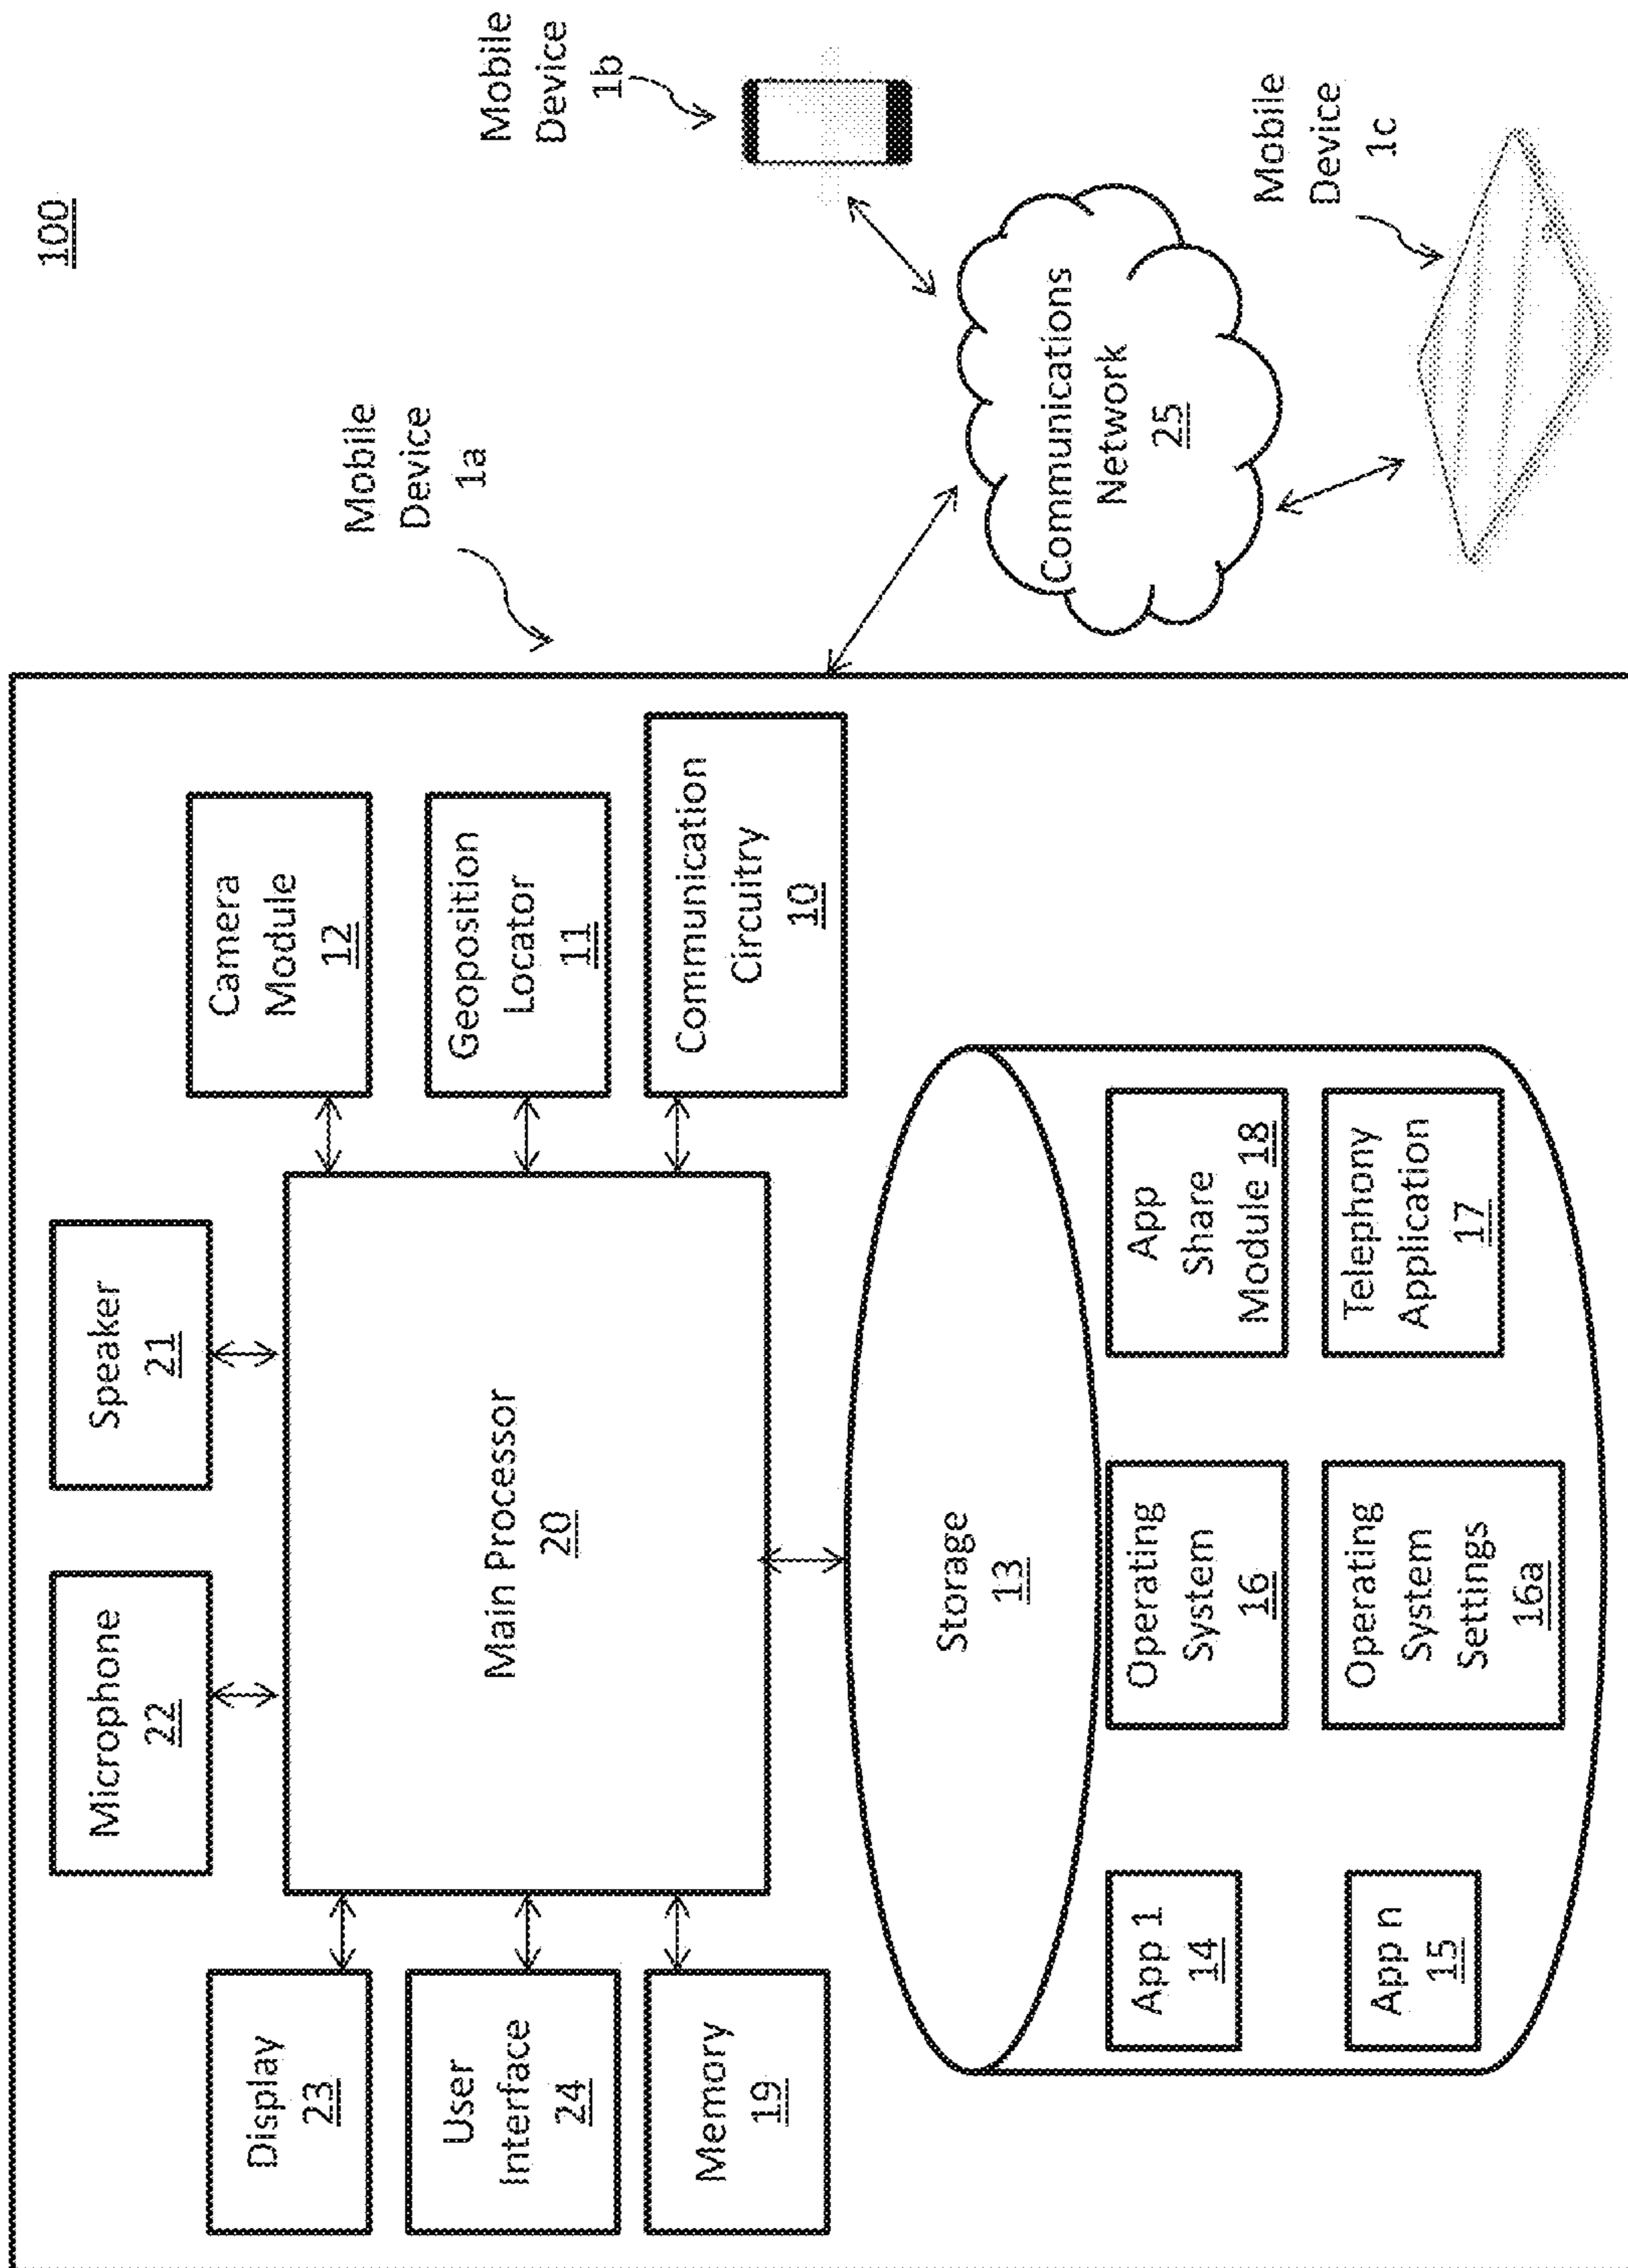 100
Microphone
22
Speaker
21
Display
23
User
Interface
24
Memory
19
Main Processor
20
Camera
Module
12
Geoposition
Locator
11
Communication
Circuitry
10
Mobile
Device
1a
Mobile
Device
1b
Communications
Network
25
Mobile
Device
1c
Storage
13
App 1
14
App n
15
Operating
System
16
Operating
System
Settings
16a
App
Share
Module 18
Telephony
Application
17